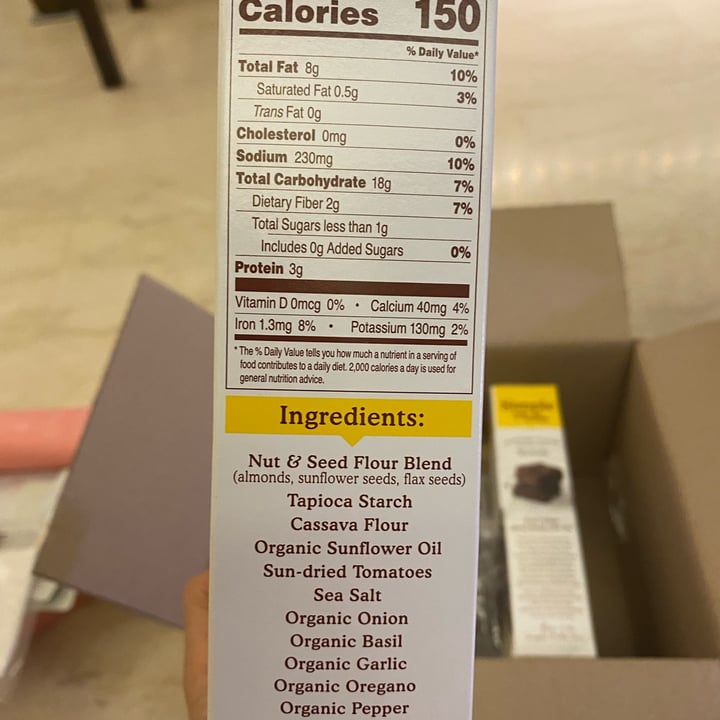 Calories 150
% Daily Value*
Total Fat 8g 10%
Saturated Fat 0.5g 3%
Trans Fat 0g
Cholesterol 0mg 0%
Sodium 230mg 10%
Total Carbohydrate 18g 7%
Dietary Fiber 2g 7%
Total Sugars less than 1g
Includes 0g Added Sugars 0%
Protein 3g
Vitamin D 0mcg 0% • Calcium 40mg 4%
Iron 1.3mg 8% • Potassium 130mg 2%
*The % Daily Value tells you how much a nutrient in a serving of
food contributes to a daily diet. 2,000 calories a day is used for
general nutrition advice.
Ingredients:
Nut & Seed Flour Blend
(almonds, sunflower seeds, flax seeds)
Tapioca Starch
Cassava Flour
Organic Sunflower Oil
Sun-dried Tomatoes
Sea Salt
Organic Onion
Organic Basil
Organic Garlic
Organic Oregano
Organic Pepper